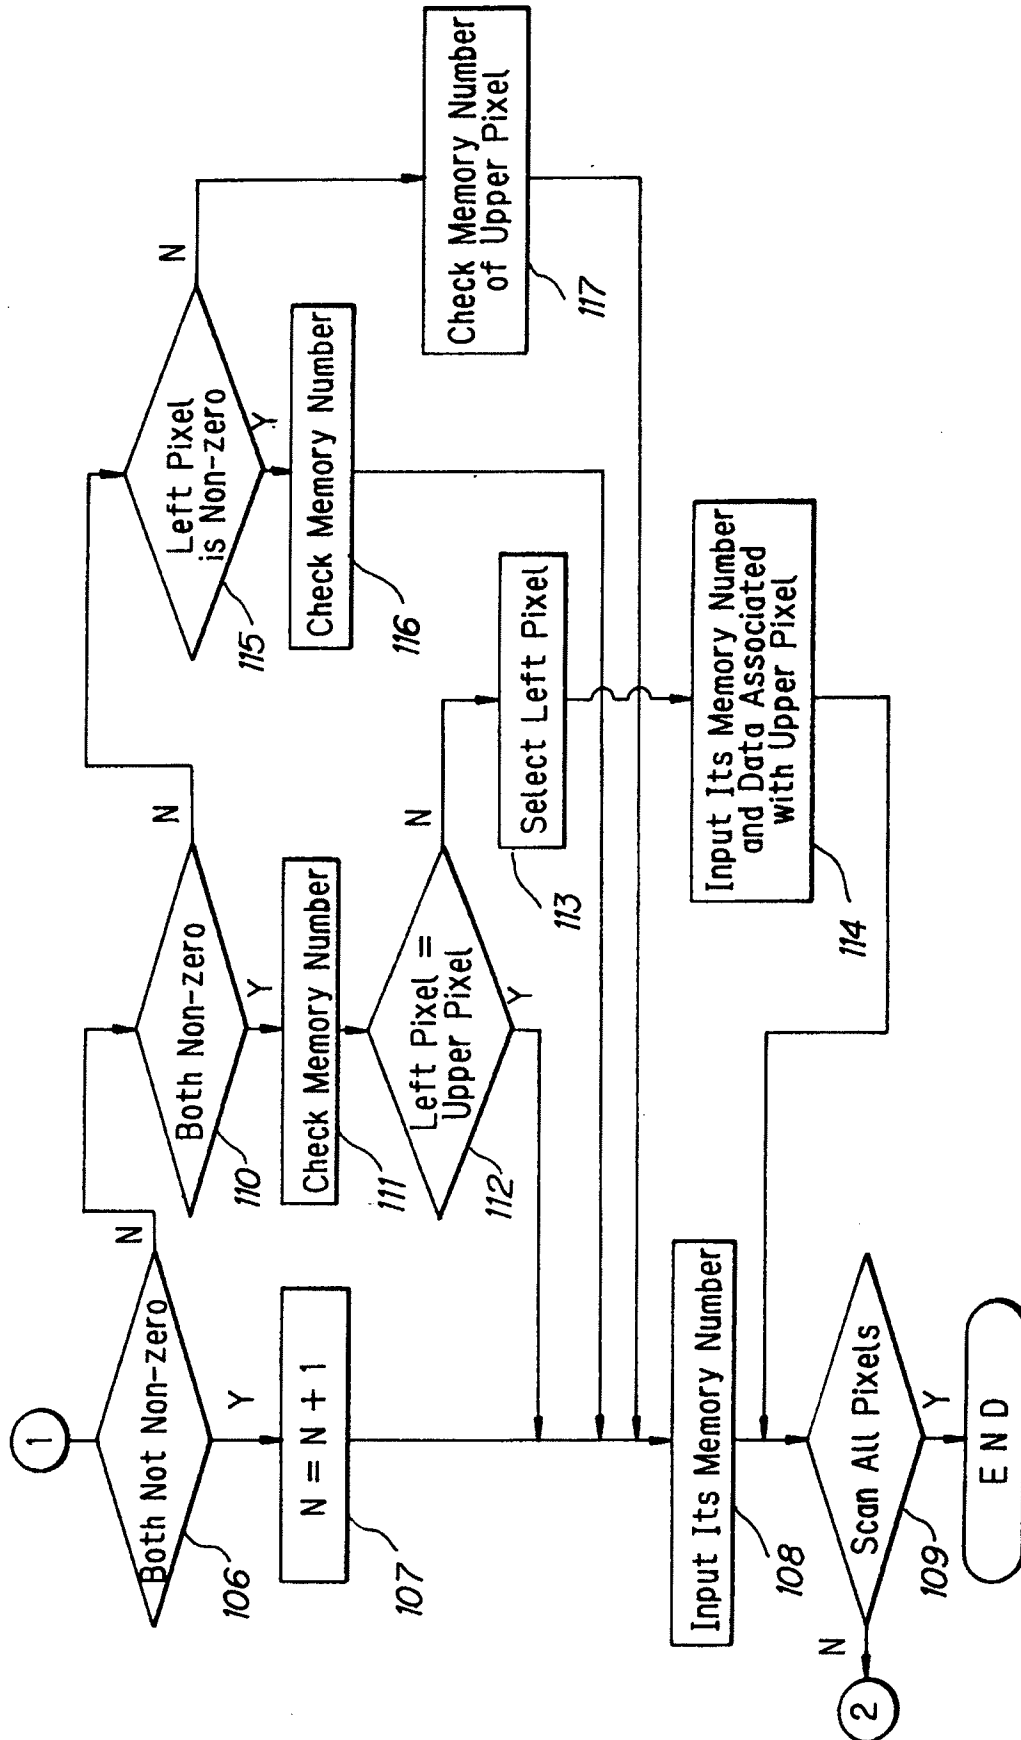 1
Both Not Non-zero
N
Y
106
N = N + 1
107
Both Non-zero
N
Y
110
Check Memory Number
111
Left Pixel =
Upper Pixel
N
Y
112
Left Pixel
is Non-zero
N
Y
115
Check Memory Number
116
Check Memory Number
of Upper Pixel
117
Select Left Pixel
113
Input Its Memory Number
and Data Associated
with Upper Pixel
114
Input Its Memory Number
108
Scan All Pixels
N
Y
109
2
END